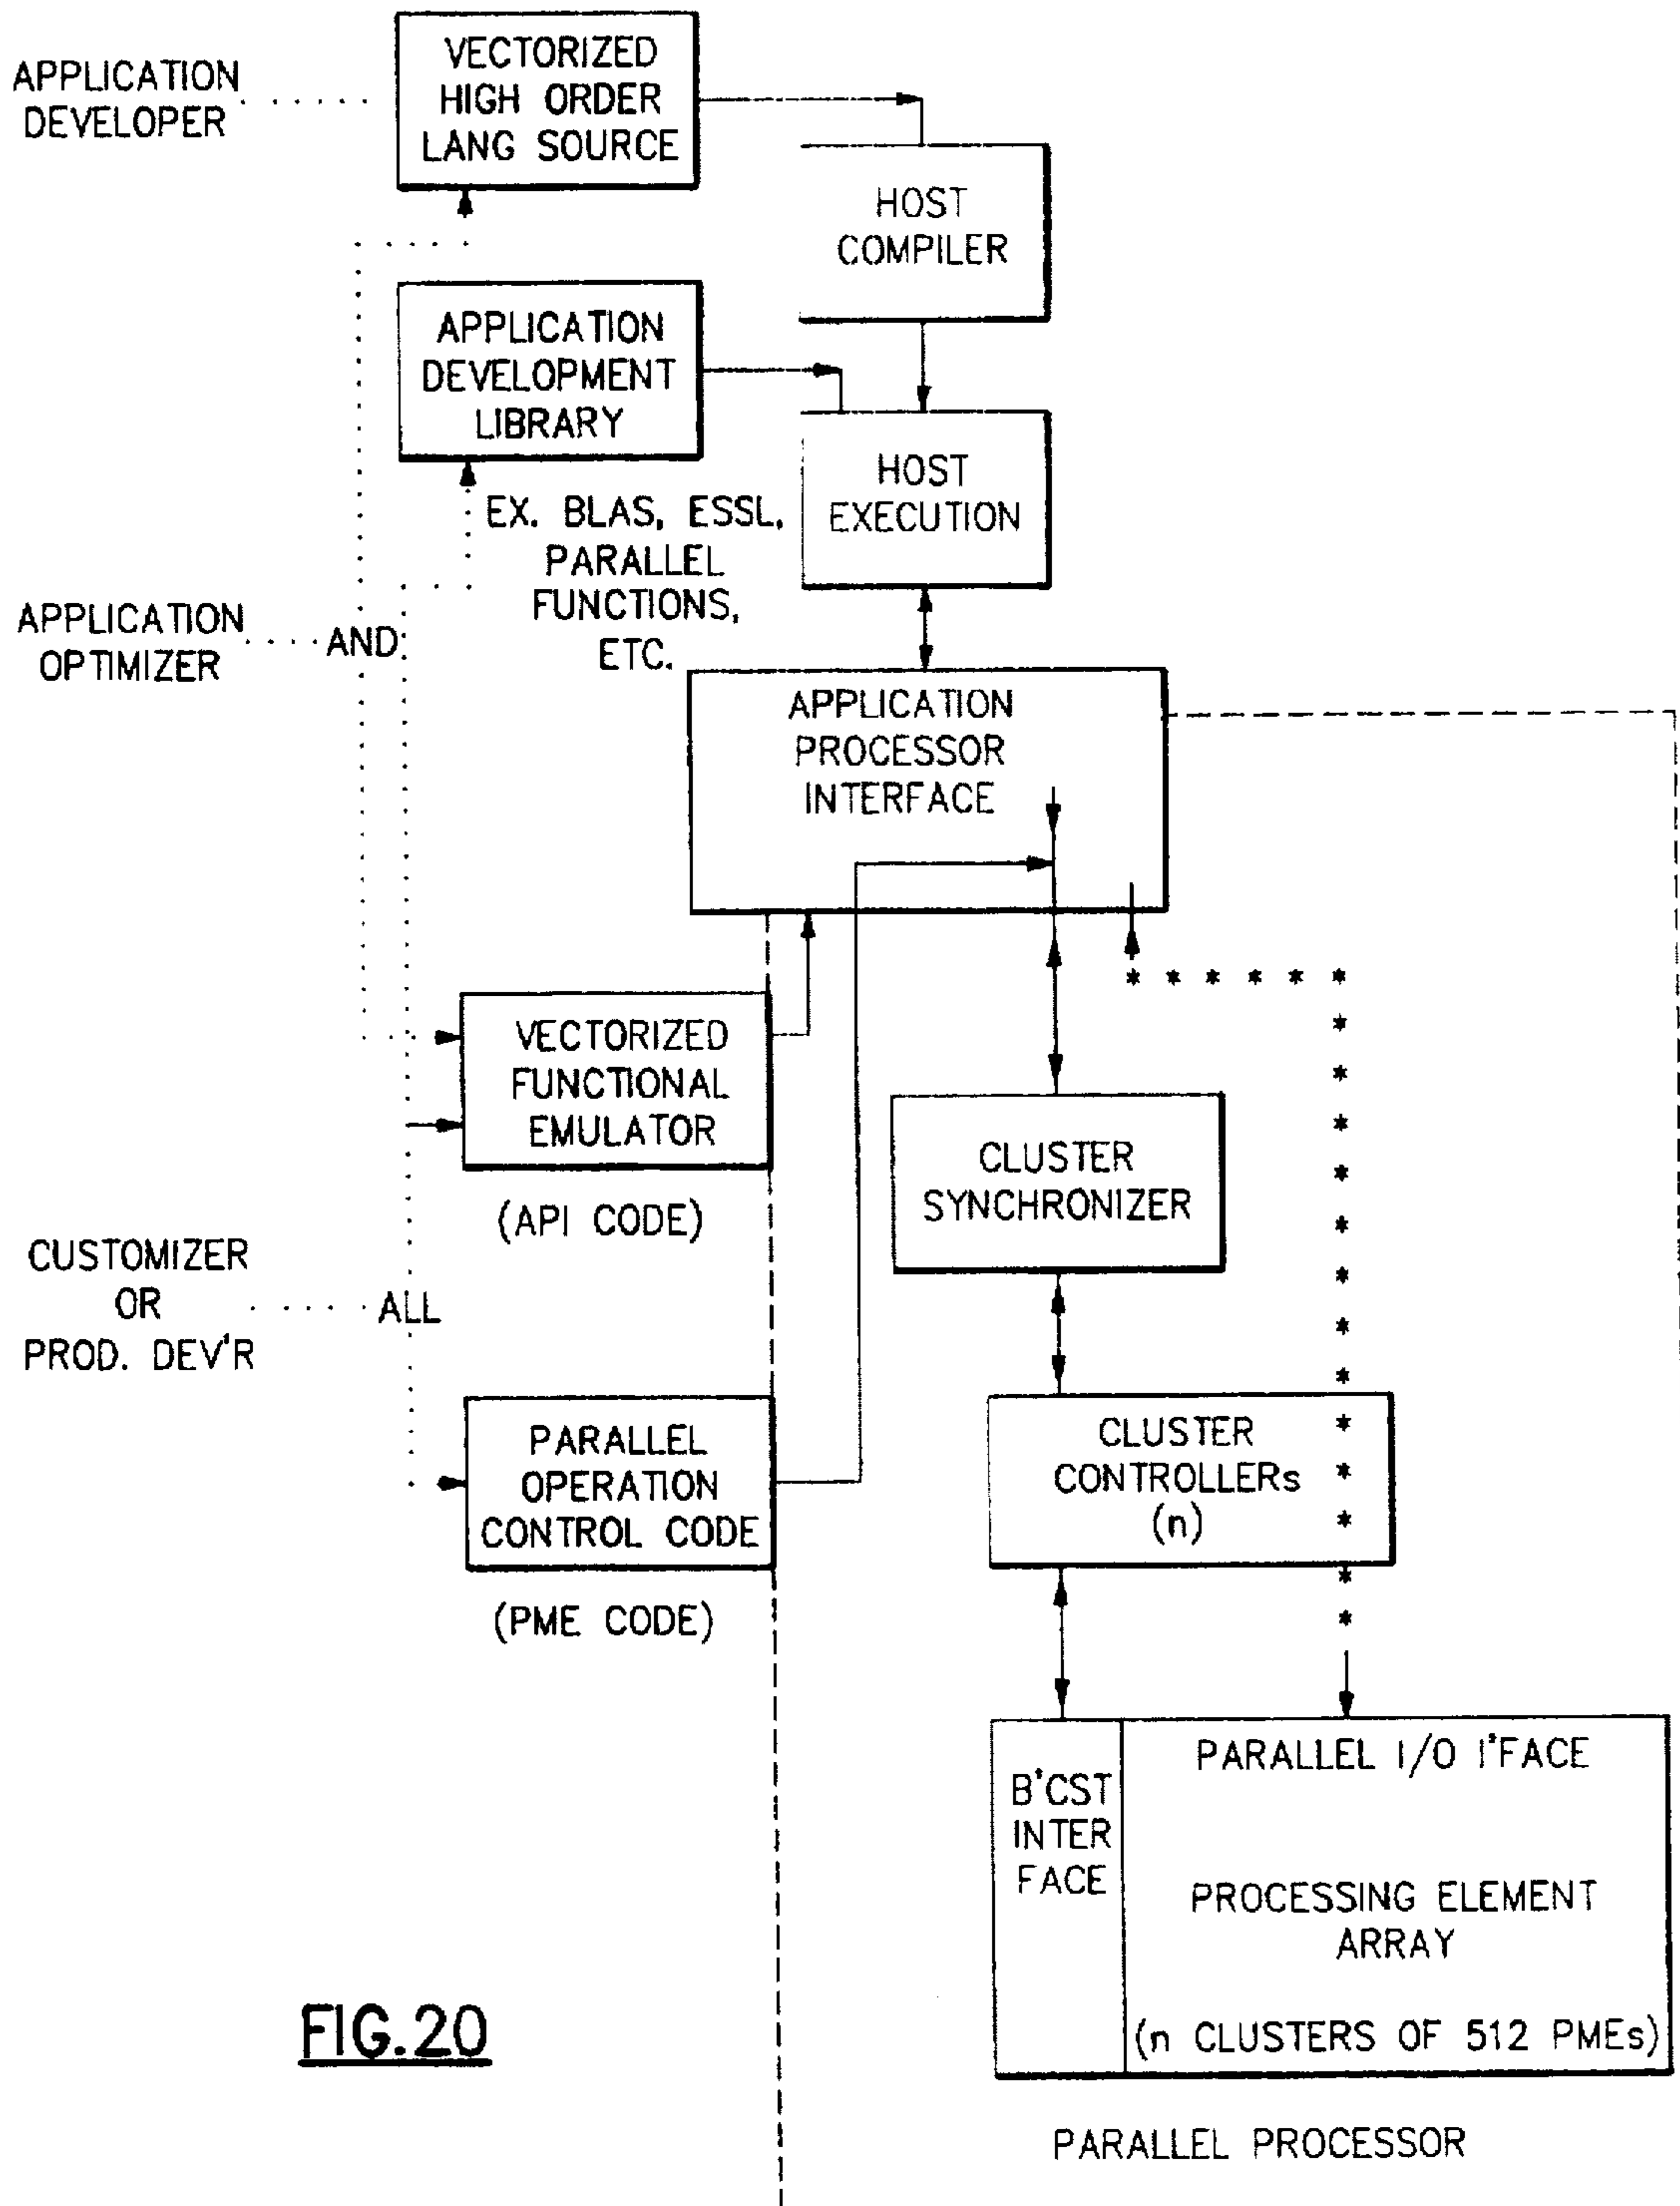 APPLICATION
DEVELOPER
VECTORIZED
HIGH ORDER
LANG SOURCE
HOST
COMPILER
APPLICATION
DEVELOPMENT
LIBRARY
HOST
EXECUTION
EX. BLAS, ESSL,
PARALLEL
FUNCTIONS,
ETC.
APPLICATION
OPTIMIZER
AND
APPLICATION
PROCESSOR
INTERFACE
VECTORIZED
FUNCTIONAL
EMULATOR
(API CODE)
CLUSTER
SYNCHRONIZER
CUSTOMIZER
OR
PROD. DEV'R
ALL
PARALLEL
OPERATION
CONTROL CODE
(PME CODE)
CLUSTER
CONTROLLERs
(n)
B'CST
INTER
FACE
PARALLEL I/O I'FACE
PROCESSING ELEMENT
ARRAY
(n CLUSTERS OF 512 PMEs)
FIG.20
PARALLEL PROCESSOR